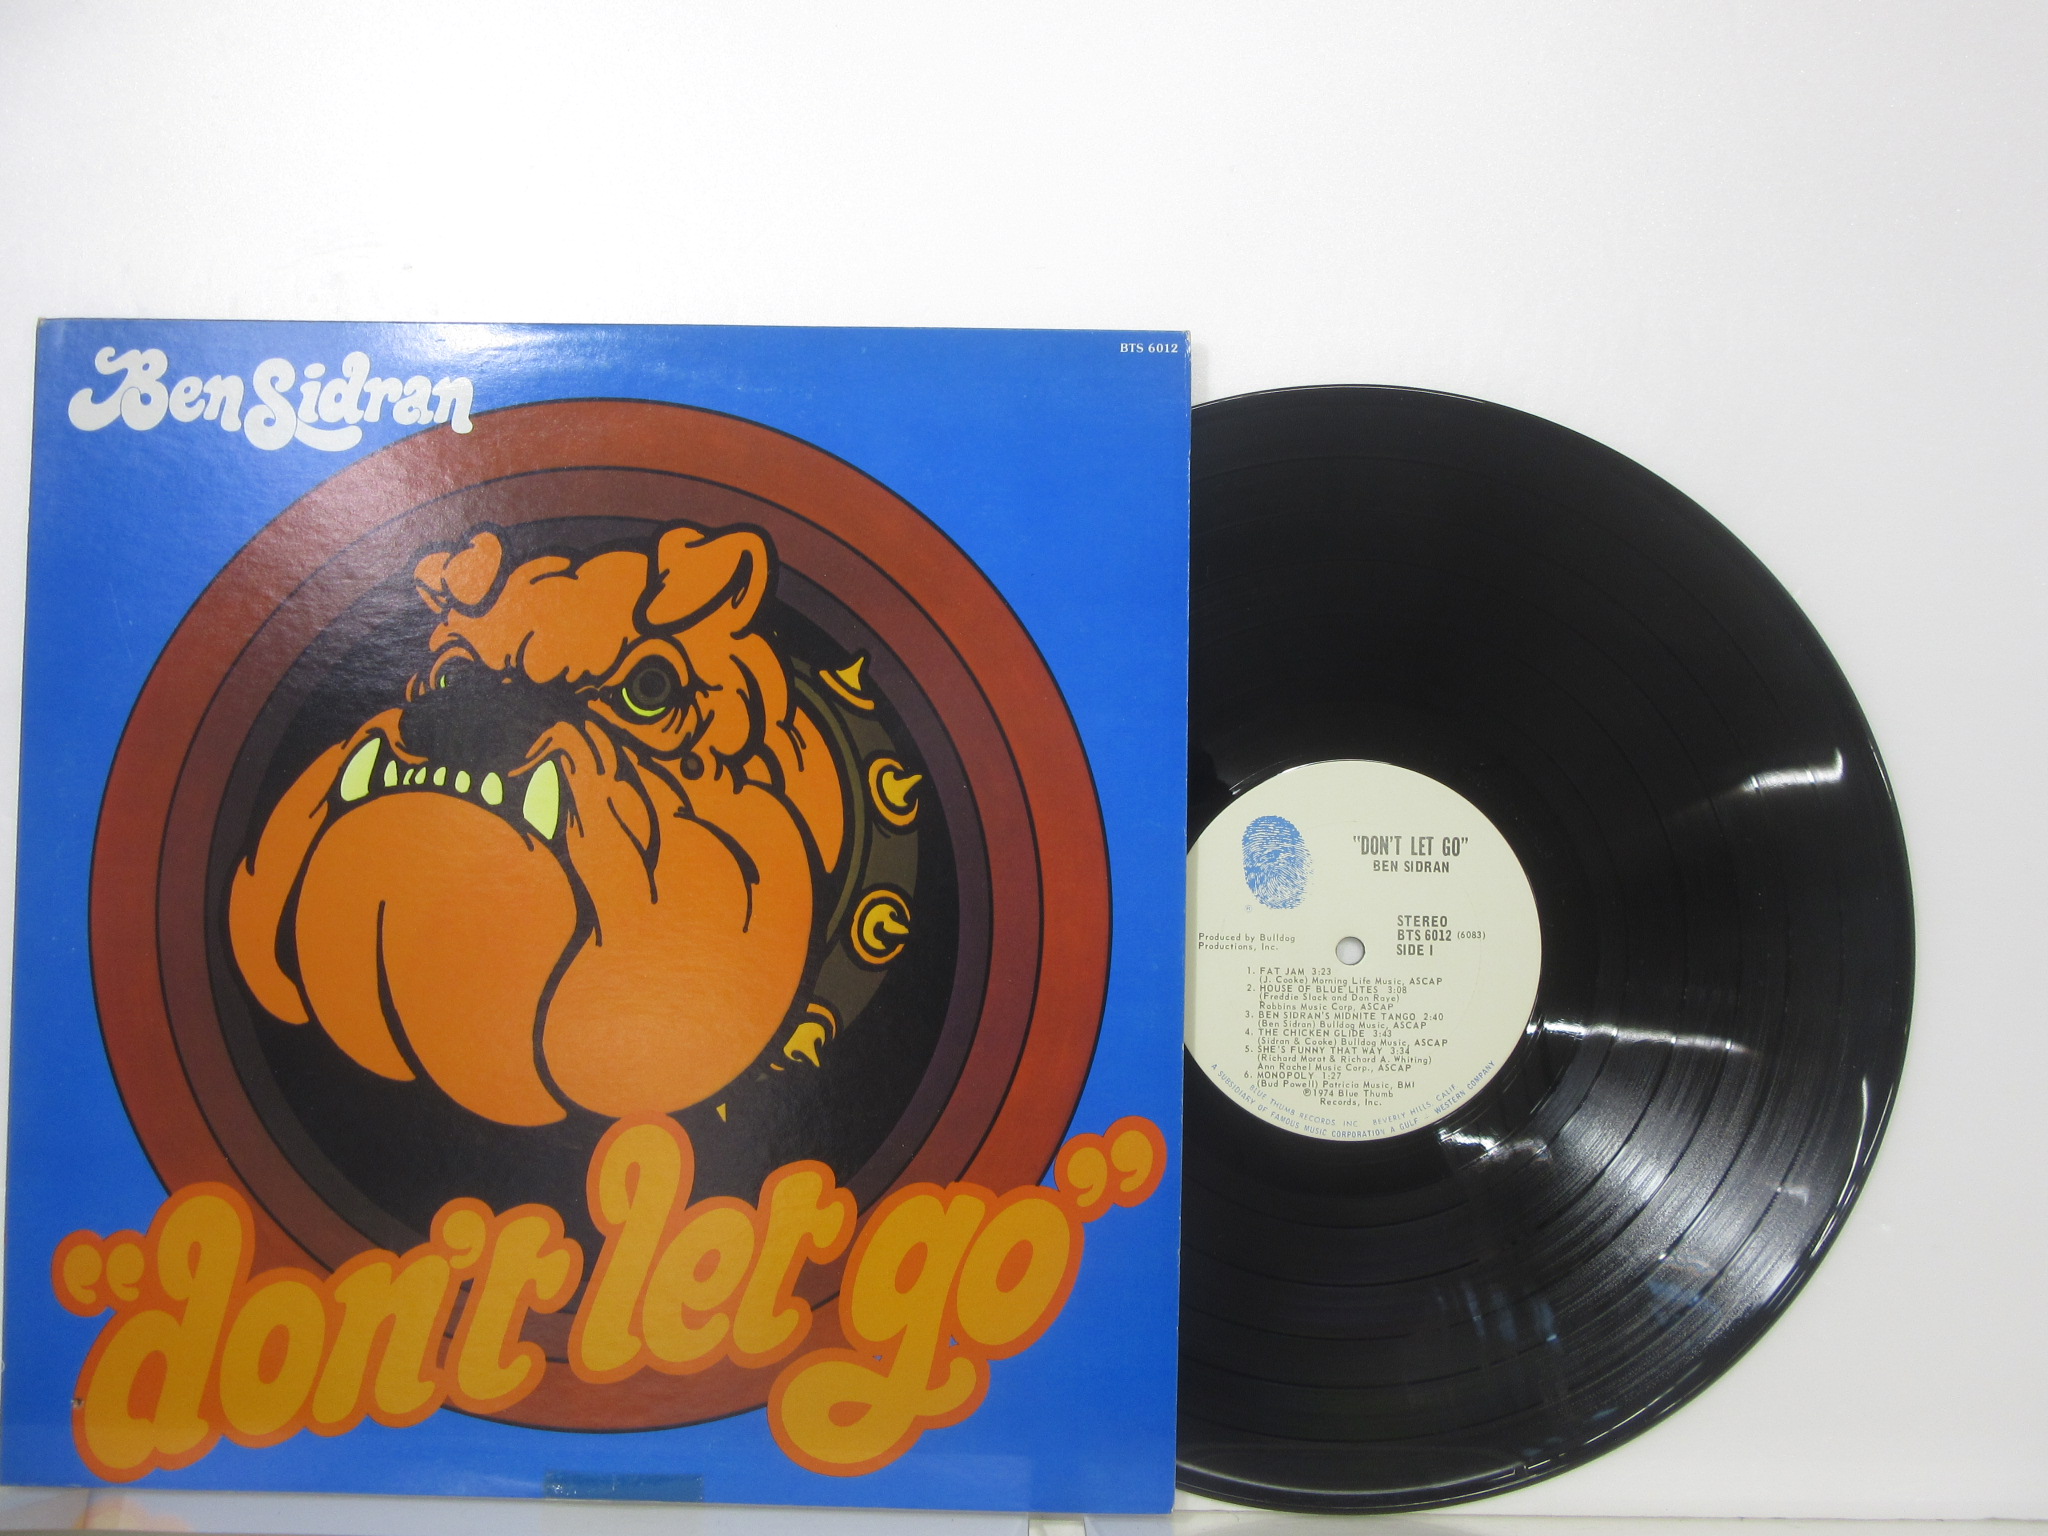 Ben Sidran
BTS 6012
"don't let go"
"DON'T LET GO"
BEN SIDRAN
STEREO
BTS 6012 (6083)
SIDE 1
Produced by Bulldog
Productions, Inc.
1. FAT JAM 3:23
(J. Cooke) Morning Life Music, ASCAP
2. HOUSE OF BLUE LITES 3:08
(Freddie Slack and Don Raye)
Robbins Music Corp, ASCAP
3. BEN SIDRAN'S MIDNITE TANGO 2:40
(Ben Sidran) Bulldog Music, ASCAP
4. THE CHICKEN GLIDE 3:43
(Sidran & Cooke) Bulldog Music, ASCAP
5. SHE'S FUNNY THAT WAY 3:34
(Richard Morat & Richard A. Whiting)
Ann Rachel Music Corp., ASCAP
6. MONOPOLY 1:27
(Bud Powell) Patricia Music, BMI
℗1974 Blue Thumb
Records, Inc.
BLUE THUMB RECORDS INC. BEVERLY HILLS, CALIF.
A SUBSIDIARY OF FAMOUS MUSIC CORPORATION A GULF + WESTERN COMPANY